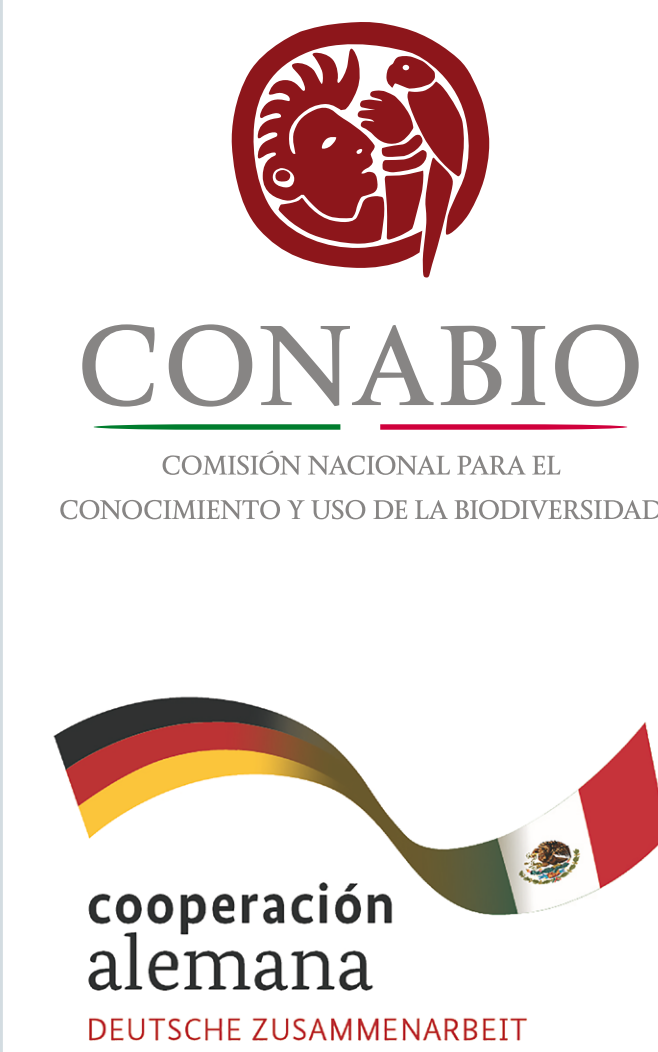 CONABIO
COMISIÓN NACIONAL PARA EL
CONOCIMIENTO Y USO DE LA BIODIVERSIDAD
cooperación
alemana
DEUTSCHE ZUSAMMENARBEIT